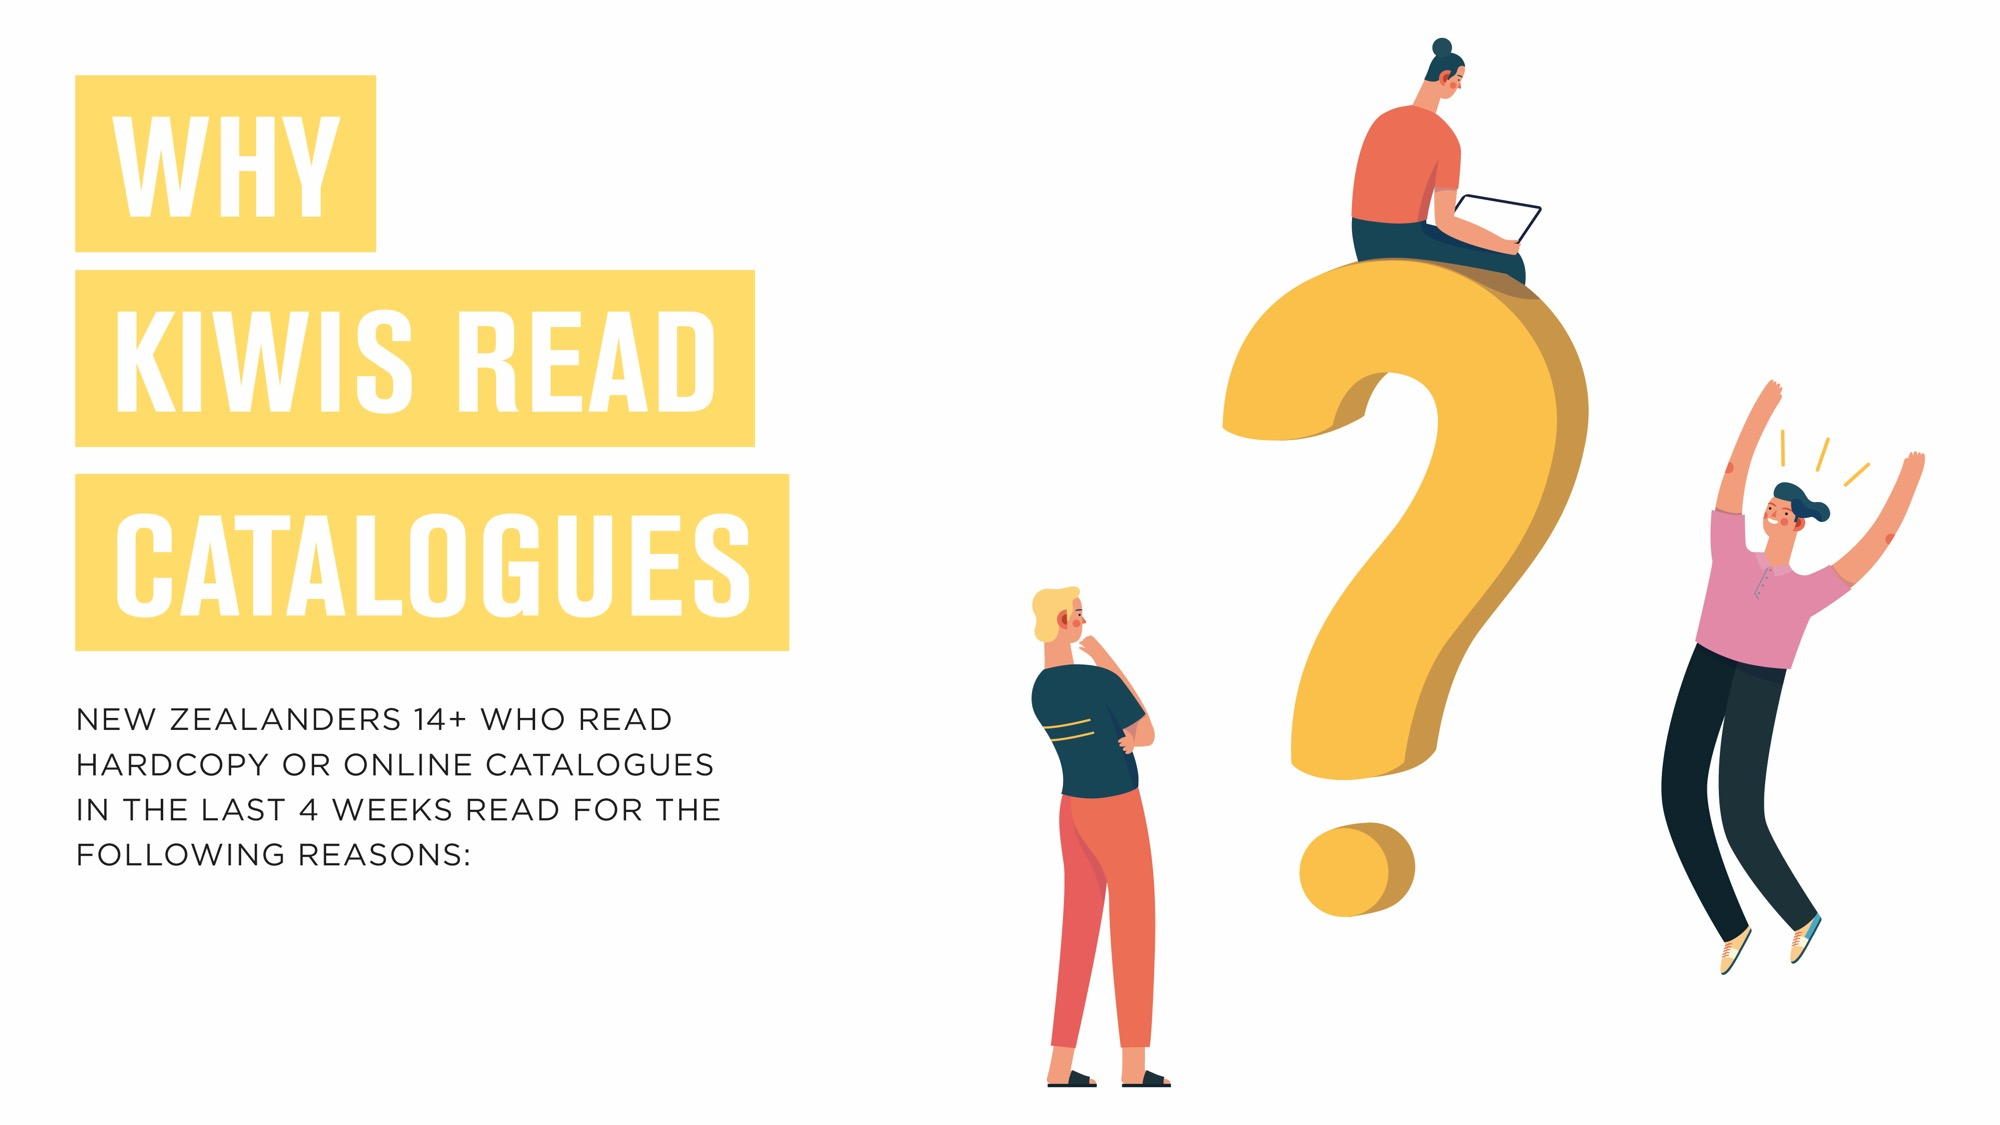 WHY
KIWIS READ
CATALOGUES
NEW ZEALANDERS 14+ WHO READ
HARDCOPY OR ONLINE CATALOGUES
IN THE LAST 4 WEEKS READ FOR THE
FOLLOWING REASONS: